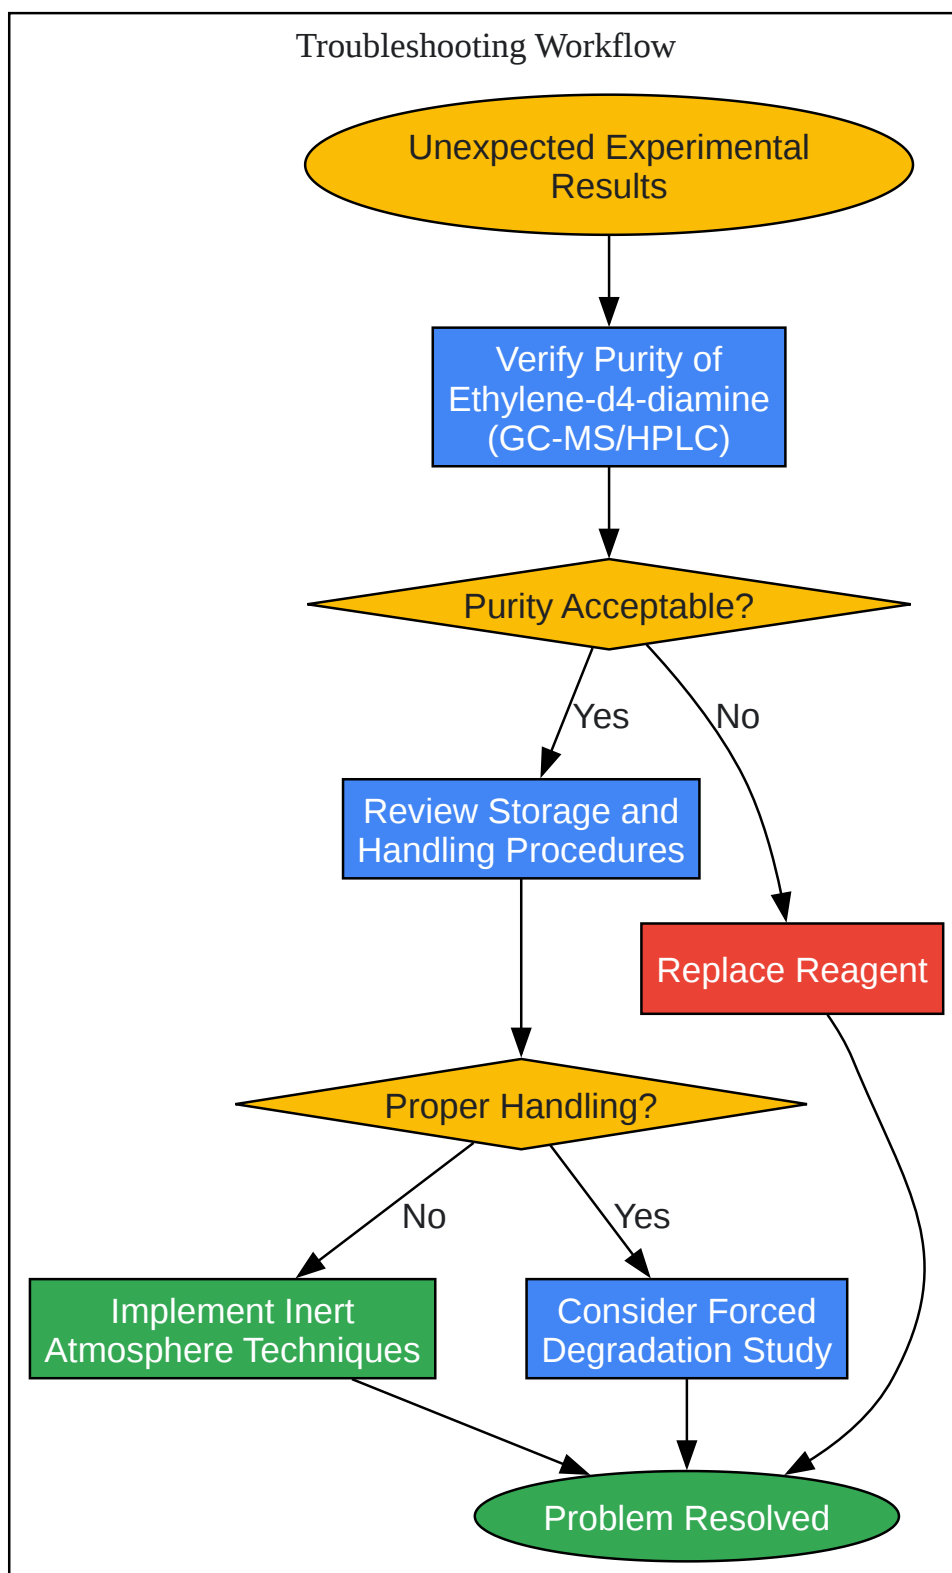 Troubleshooting Workflow
Unexpected Experimental
Results
Verify Purity of
Ethylene-d4-diamine
(GC-MS/HPLC)
Purity Acceptable?
Yes
No
Review Storage and
Handling Procedures
Replace Reagent
Proper Handling?
No
Yes
Implement Inert
Atmosphere Techniques
Consider Forced
Degradation Study
Problem Resolved